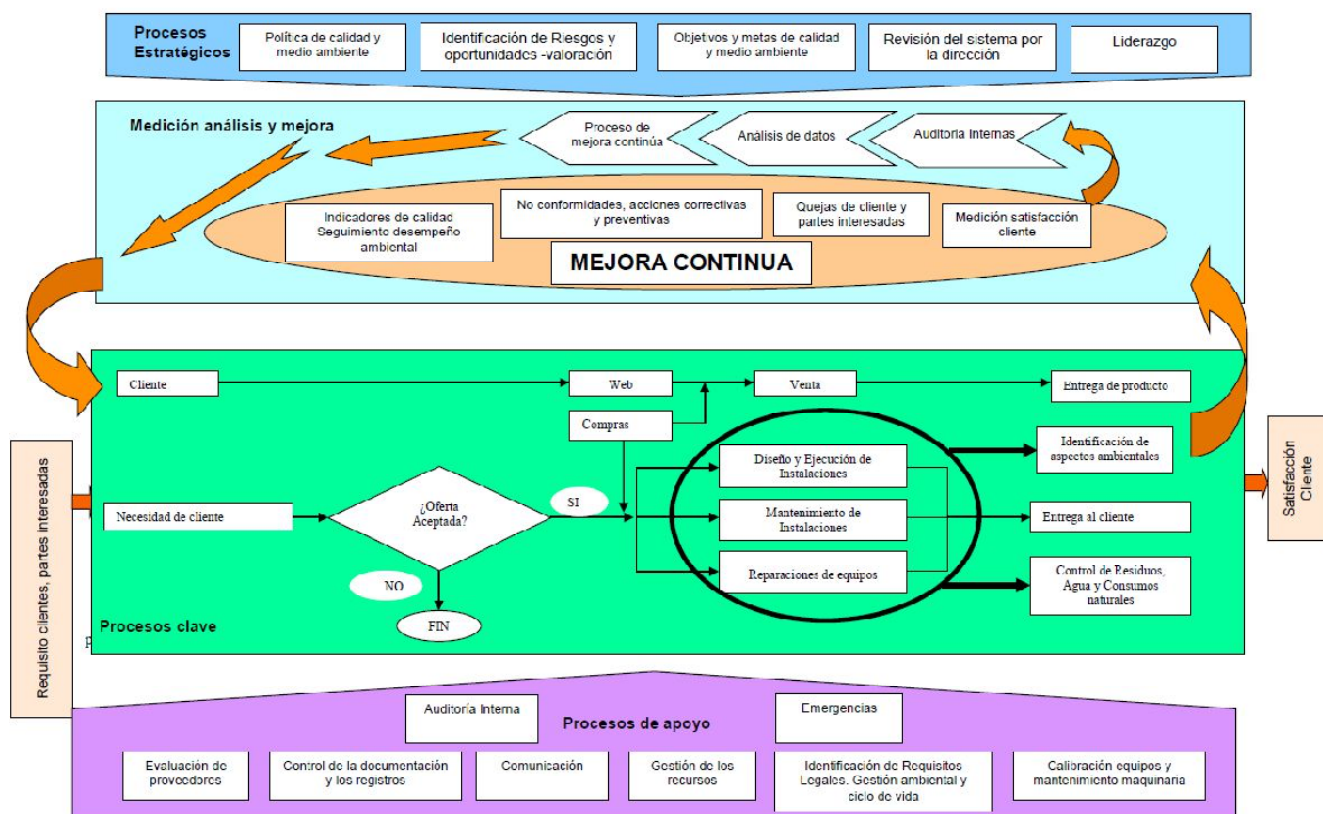 Procesos
Estratégicos
Política de calidad y
medio ambiente
Identificación de Riesgos y
oportunidades -valoración
Objetivos y metas de calidad
y medio ambiente
Revisión del sistema por
la dirección
Liderazgo
Medición análisis y mejora
Proceso de
mejora continúa
Análisis de datos
Auditoría Internas
Indicadores de calidad
Seguimiento desempeño
ambiental
No conformidades, acciones correctivas
y preventivas
Quejas de cliente y
partes interesadas
Medición satisfacción
cliente
MEJORA CONTINUA
Requisito clientes, partes interesadas
Cliente
Web
Venta
Entrega de producto
Compras
Diseño y Ejecución de
Instalaciones
Identificación de
aspectos ambientales
Necesidad de cliente
¿Oferta
Aceptada?
SI
Mantenimiento de
Instalaciones
Entrega al cliente
NO
Reparaciones de equipos
Control de Residuos,
Agua y Consumos
naturales
FIN
Procesos clave
p
Satisfacción
Cliente
Auditoría Interna
Procesos de apoyo
Emergencias
Evaluación de
proveedores
Control de la documentación
y los registros
Comunicación
Gestión de los
recursos
Identificación de Requisitos
Legales. Gestión ambiental y
ciclo de vida
Calibración equipos y
mantenimiento maquinaria